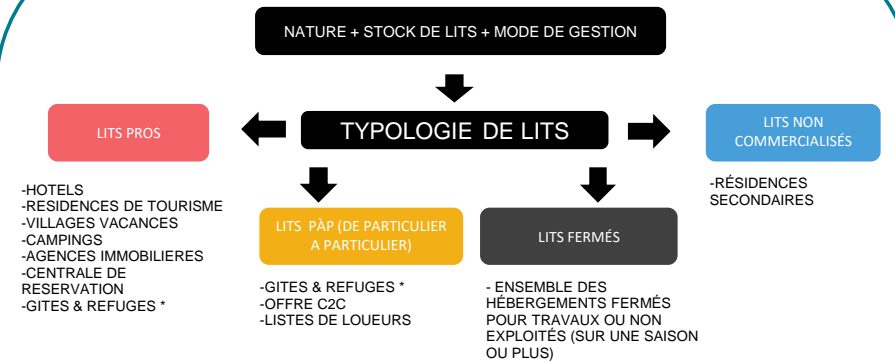 NATURE + STOCK DE LITS + MODE DE GESTION
TYPOLOGIE DE LITS
LITS PROS
-HOTELS
-RESIDENCES DE TOURISME
-VILLAGES VACANCES
-CAMPINGS
-AGENCES IMMOBILIERES
-CENTRALE DE
RESERVATION
-GITES & REFUGES *
LITS PÀP (DE PARTICULIER
A PARTICULIER)
-GITES & REFUGES *
-OFFRE C2C
-LISTES DE LOUEURS
LITS FERMÉS
- ENSEMBLE DES
HÉBERGEMENTS FERMÉS
POUR TRAVAUX OU NON
EXPLOITÉS (SUR UNE SAISON
OU PLUS)
LITS NON
COMMERCIALISÉS
-RÉSIDENCES
SECONDAIRES